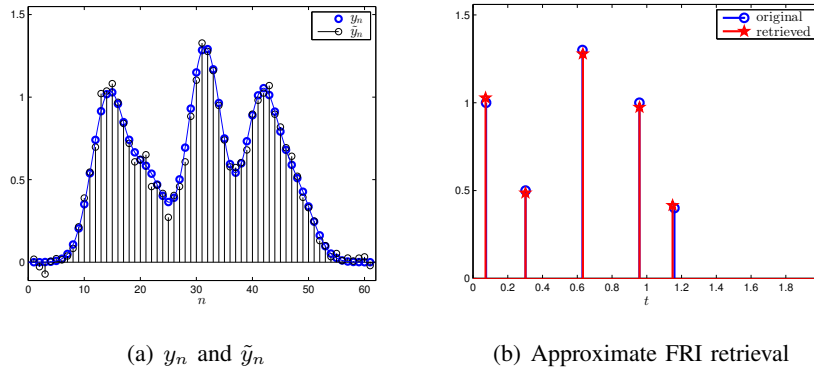 1.5
1
0.5
0
0 10 20 30 40 50 60
n
yₙ
ỹₙ
(a) yₙ and ỹₙ
1.5
1
0.5
0
0 0.2 0.4 0.6 0.8 1 1.2 1.4 1.6 1.8
t
original
retrieved
(b) Approximate FRI retrieval